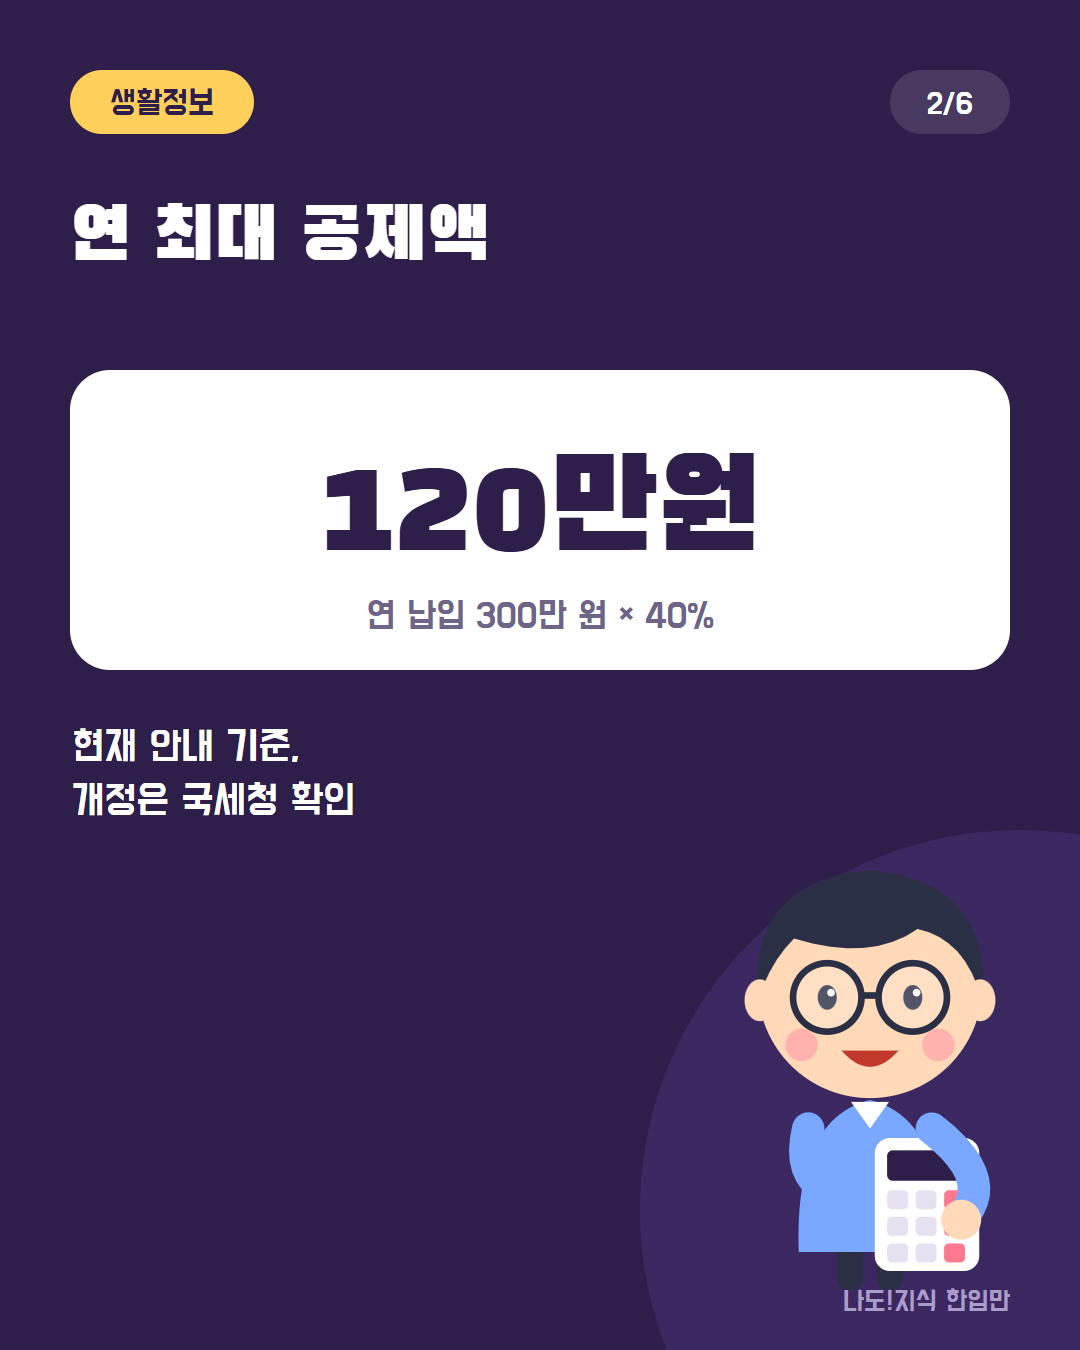 생활정보
2/6
연 최대 공제액
120만원
연 납입 300만 원 × 40%
현재 안내 기준,
개정은 국세청 확인
나도!지식 한입만